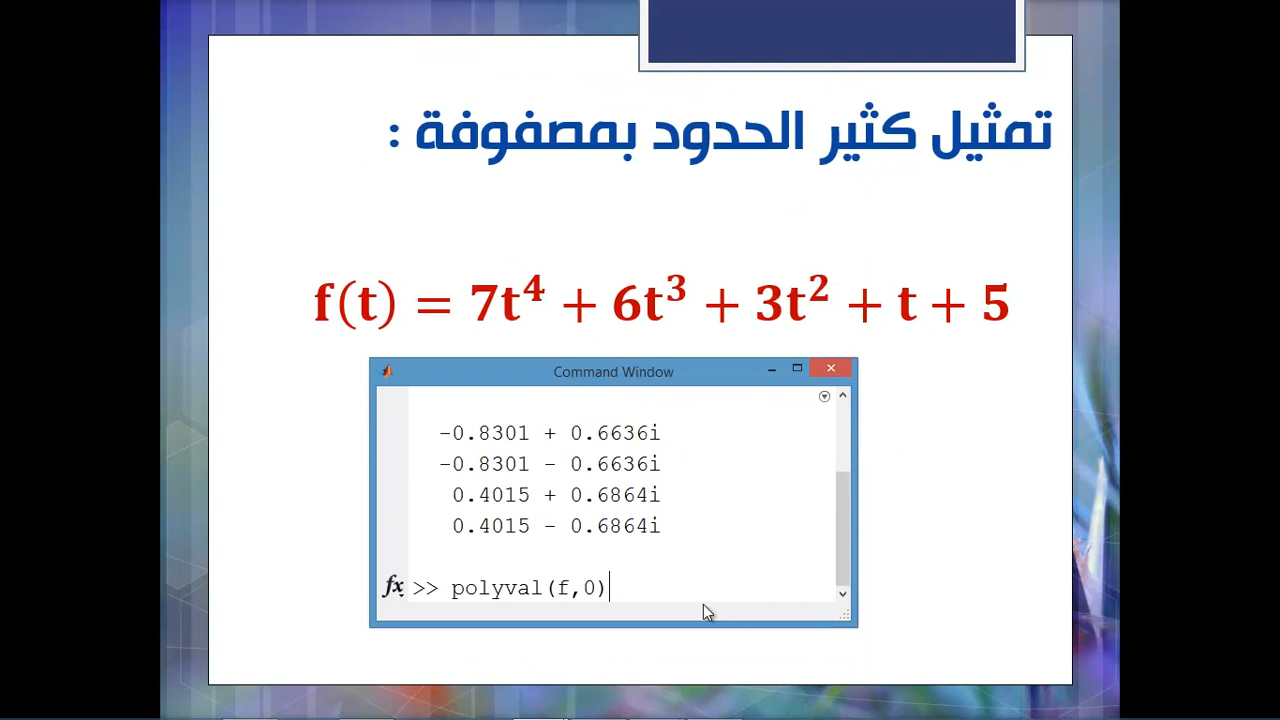 تمثيل كثير الحدود بمصفوفة :
f(t) = 7t⁴ + 6t³ + 3t² + t + 5
Command Window
-0.8301 + 0.6636i
-0.8301 - 0.6636i
0.4015 + 0.6864i
0.4015 - 0.6864i
fx >> polyval(f,0)